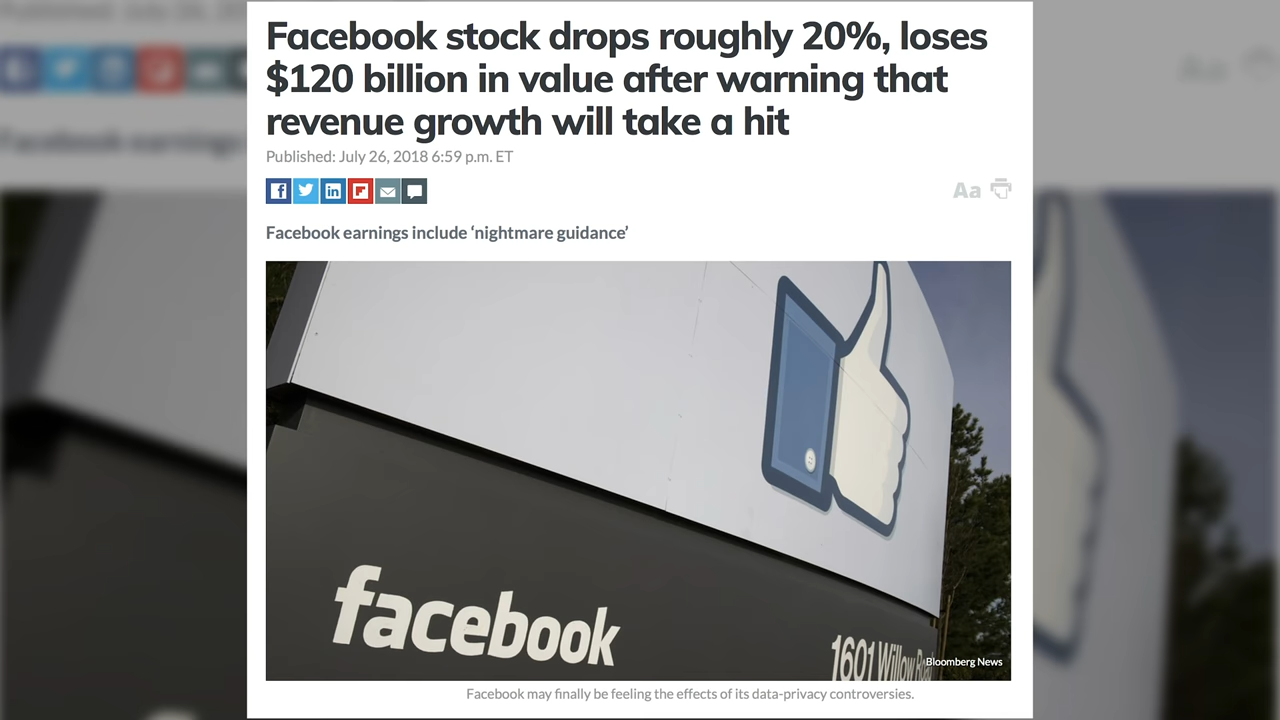 Facebook stock drops roughly 20%, loses
$120 billion in value after warning that
revenue growth will take a hit
Published: July 26, 2018 6:59 p.m. ET
Aa
Facebook earnings include ‘nightmare guidance’
facebook
1601 Willow Road
Bloomberg News
Facebook may finally be feeling the effects of its data-privacy controversies.